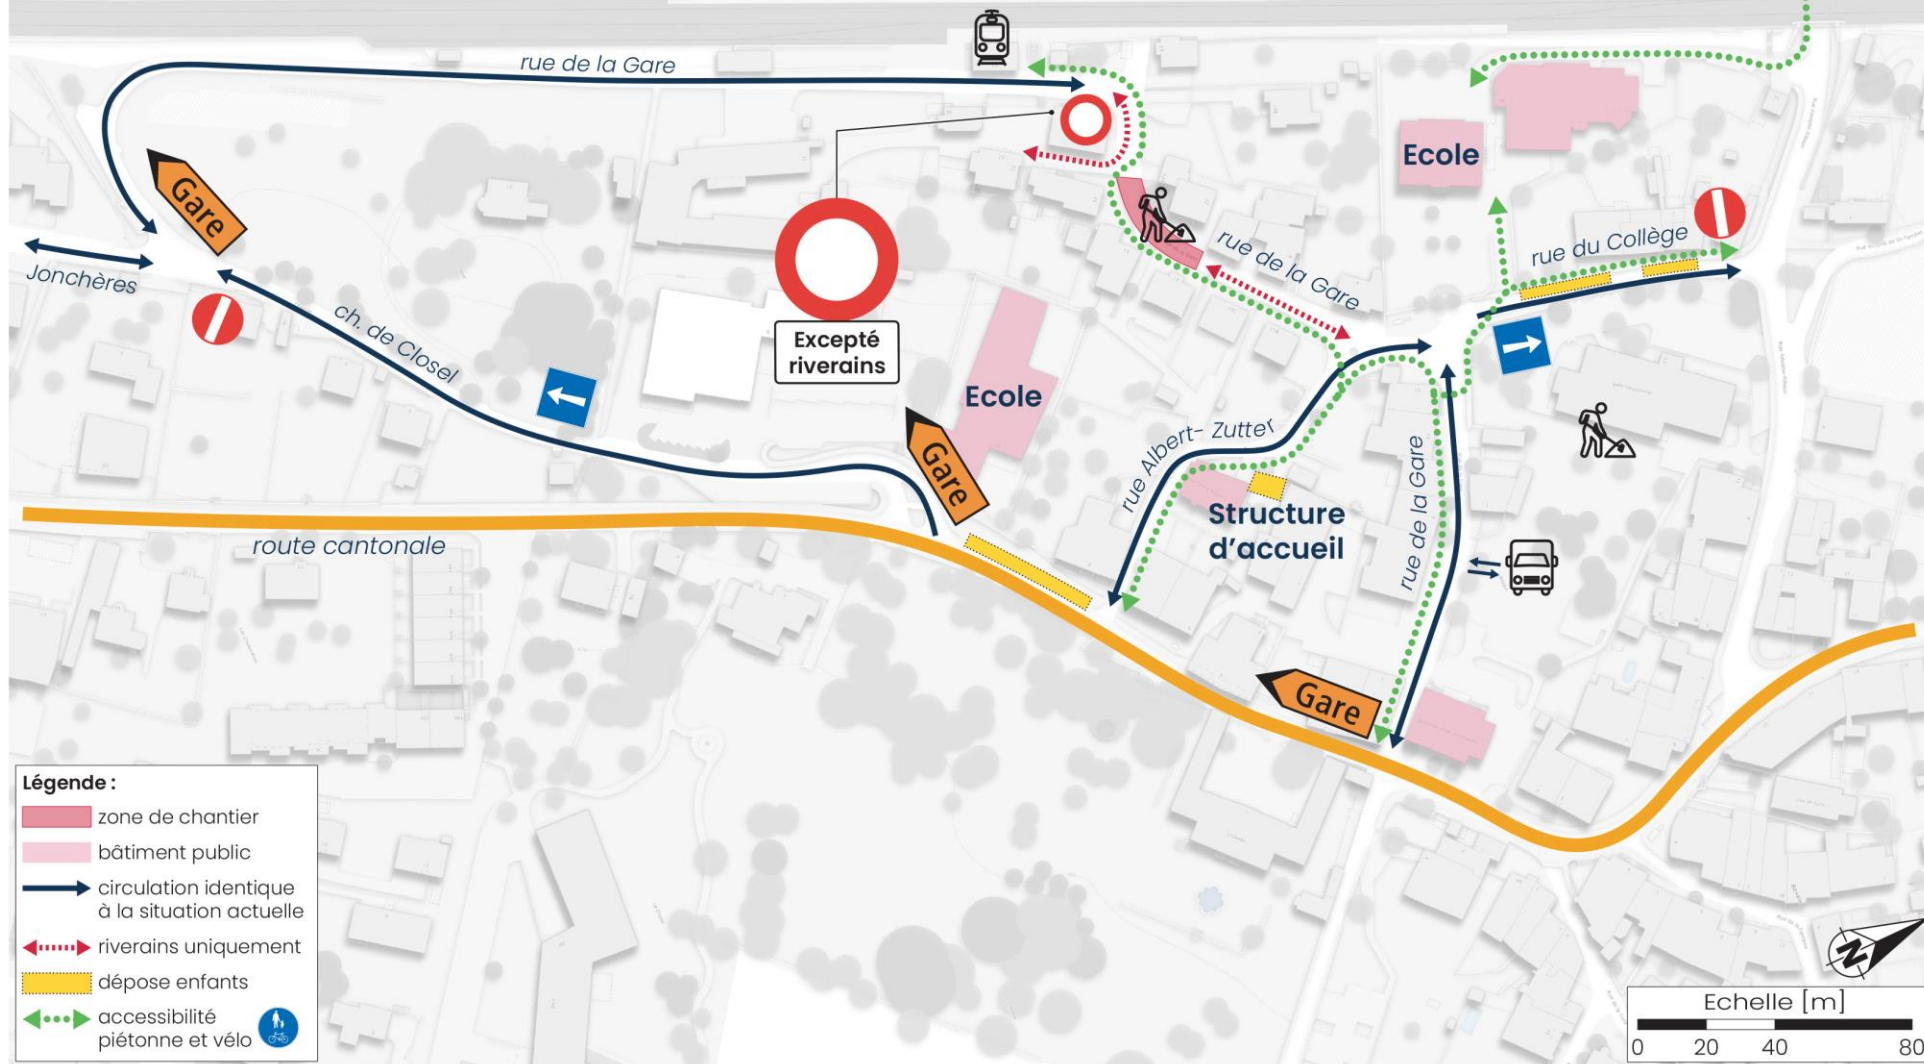 rue de la Gare
Ecole
Gare
Jonchères
rue du Collège
rue de la Gare
ch. de Closel
Excepté
riverains
Ecole
Gare
rue Albert- Zutter
rue de la Gare
Structure
d'accueil
route cantonale
Gare
Légende :
zone de chantier
bâtiment public
circulation identique
à la situation actuelle
riverains uniquement
dépose enfants
accessibilité
piétonne et vélo
N
Echelle [m]
0 20 40 80